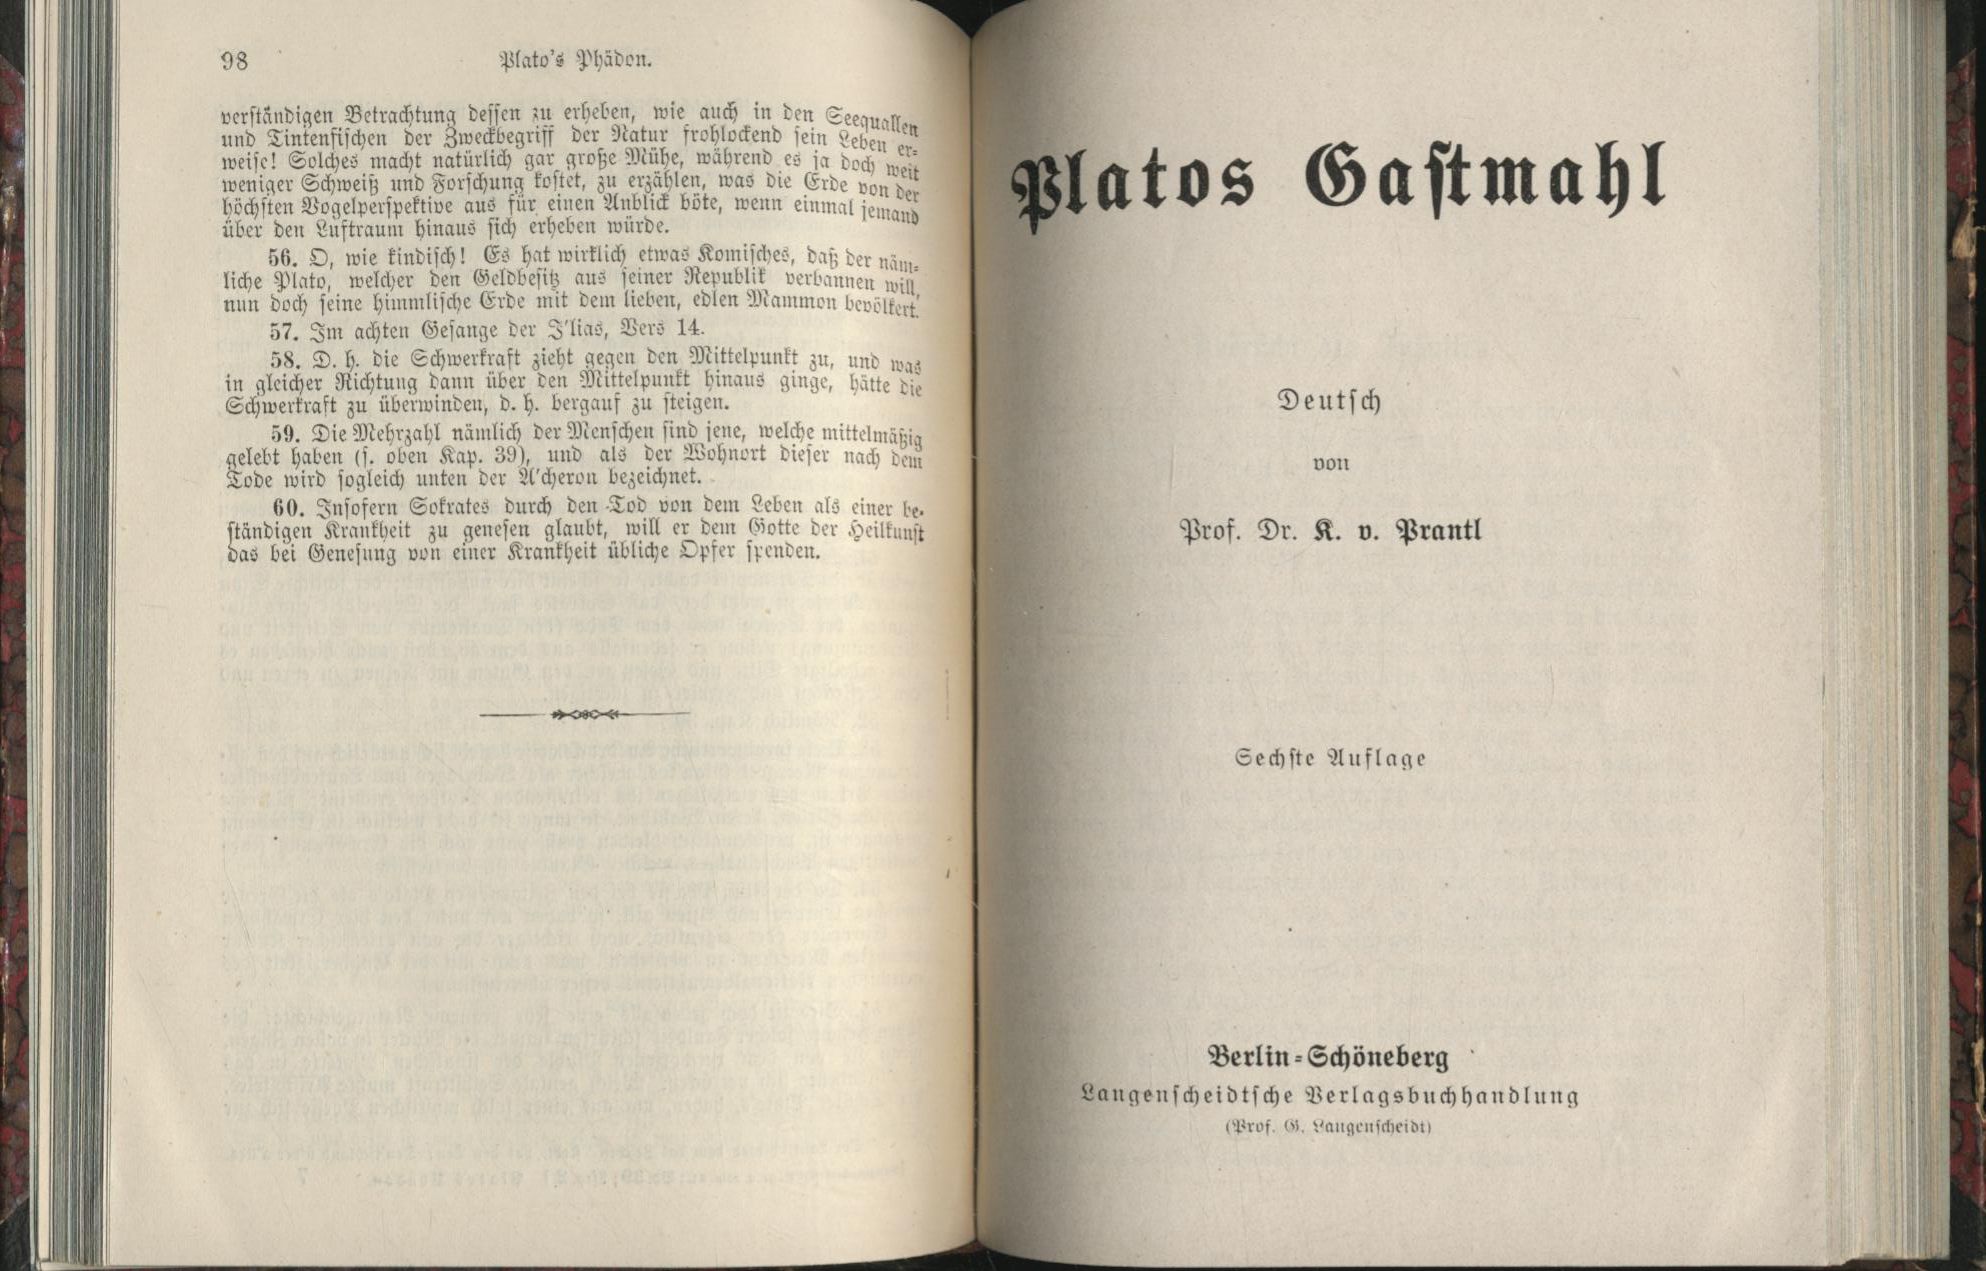 98
Plato's Phädon.
verständigen Betrachtung dessen zu erheben, wie auch in den Seequallen
und Tintenfischen der Zweckbegriff der Natur frohlockend sein Leben er-
weise! Solches macht natürlich gar große Mühe, während es ja doch weit
weniger Schweiß und Forschung kostet, zu erzählen, was die Erde von der
höchsten Vogelperspektive aus für einen Anblick böte, wenn einmal jemand
über den Luftraum hinaus sich erheben würde.
56. O, wie kindisch! Es hat wirklich etwas Komisches, daß der näm-
liche Plato, welcher den Geldbesitz aus seiner Republik verbannen will,
nun doch seine himmlische Erde mit dem lieben, edlen Mammon bevölkert.
57. Im achten Gesange der I'lias, Vers 14.
58. D. h. die Schwerkraft zieht gegen den Mittelpunkt zu, und was
in gleicher Richtung dann über den Mittelpunkt hinaus ginge, hätte die
Schwerkraft zu überwinden, d. h. bergauf zu steigen.
59. Die Mehrzahl nämlich der Menschen sind jene, welche mittelmäßig
gelebt haben (s. oben Kap. 39), und als der Wohnort dieser nach dem
Tode wird sogleich unten der A'cheron bezeichnet.
60. Insofern Sokrates durch den Tod von dem Leben als einer be-
ständigen Krankheit zu genesen glaubt, will er dem Gotte der Heilkunst
das bei Genesung von einer Krankheit übliche Opfer spenden.
Platos Gastmahl
Deutsch
von
Prof. Dr. K. v. Prantl
Sechste Auflage
Berlin-Schöneberg
Langenscheidtsche Verlagsbuchhandlung
(Prof. G. Langenscheidt)